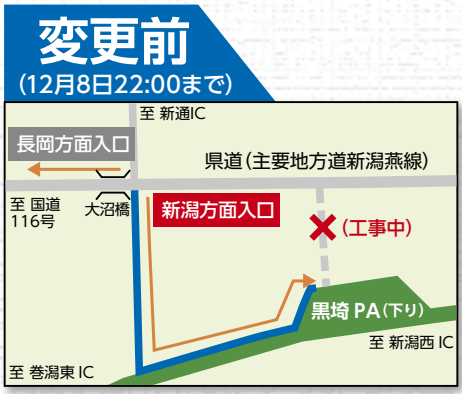 変更前
(12月8日22:00まで)
至 新通IC
長岡方面入口
県道(主要地方道新潟燕線)
至 国道
116号
大沼橋
新潟方面入口
(工事中)
黒埼 PA(下り)
至 新潟西 IC
至 巻潟東 IC